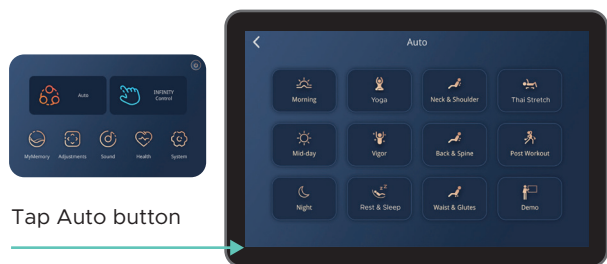 Auto
INFINITY
Control
MyMemory Adjustments Sound Health System
Tap Auto button
Auto
Morning Yoga Neck & Shoulder Thai Stretch
Mid-day Vigor Back & Spine Post Workout
Night Rest & Sleep Waist & Glutes Demo